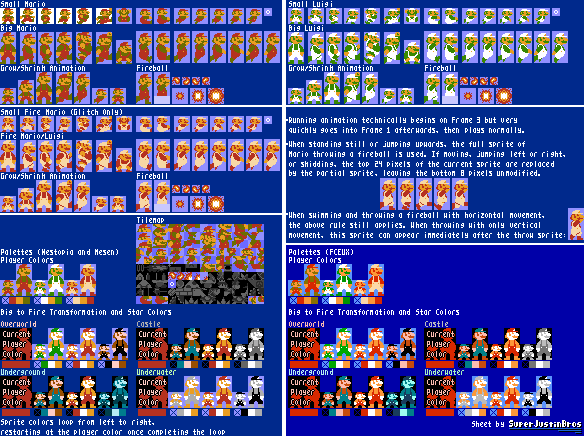 Small Mario
Big Mario
Grow/Shrink Animation
Fireball
Small Luigi
Big Luigi
Grow/Shrink Animation
Fireball
Small Fire Mario (Glitch Only)
Fire Mario/Luigi
Grow/Shrink Animation
Fireball
Running animation technically begins on Frame 3 but very
quickly goes into Frame 1 afterwards, then plays normally.
When standing still or jumping upwards, the full sprite of
Mario throwing a fireball is used. If moving, jumping left or right,
or skidding, the top 24 pixels of the current sprite are replaced
by the partial sprite, leaving the bottom 8 pixels unmodified.
When swimming and throwing a fireball with horizontal movement,
the above rule still applies. When throwing with only vertical
movement, this sprite can appear immediately after the throw sprite:
Tilemap
Palettes (Nestopia and Mesen)
Player Colors
Big to Fire Transformation and Star Colors
Overworld
Current
Player
Color
Castle
Current
Player
Color
Underground
Current
Player
Color
Underwater
Current
Player
Color
Sprite colors loop from left to right,
restarting at the player color once completing the loop
Palettes (FCEUX)
Player Colors
Big to Fire Transformation and Star Colors
Overworld
Current
Player
Color
Castle
Current
Player
Color
Underground
Current
Player
Color
Underwater
Current
Player
Color
Sheet by SuperJustinBros